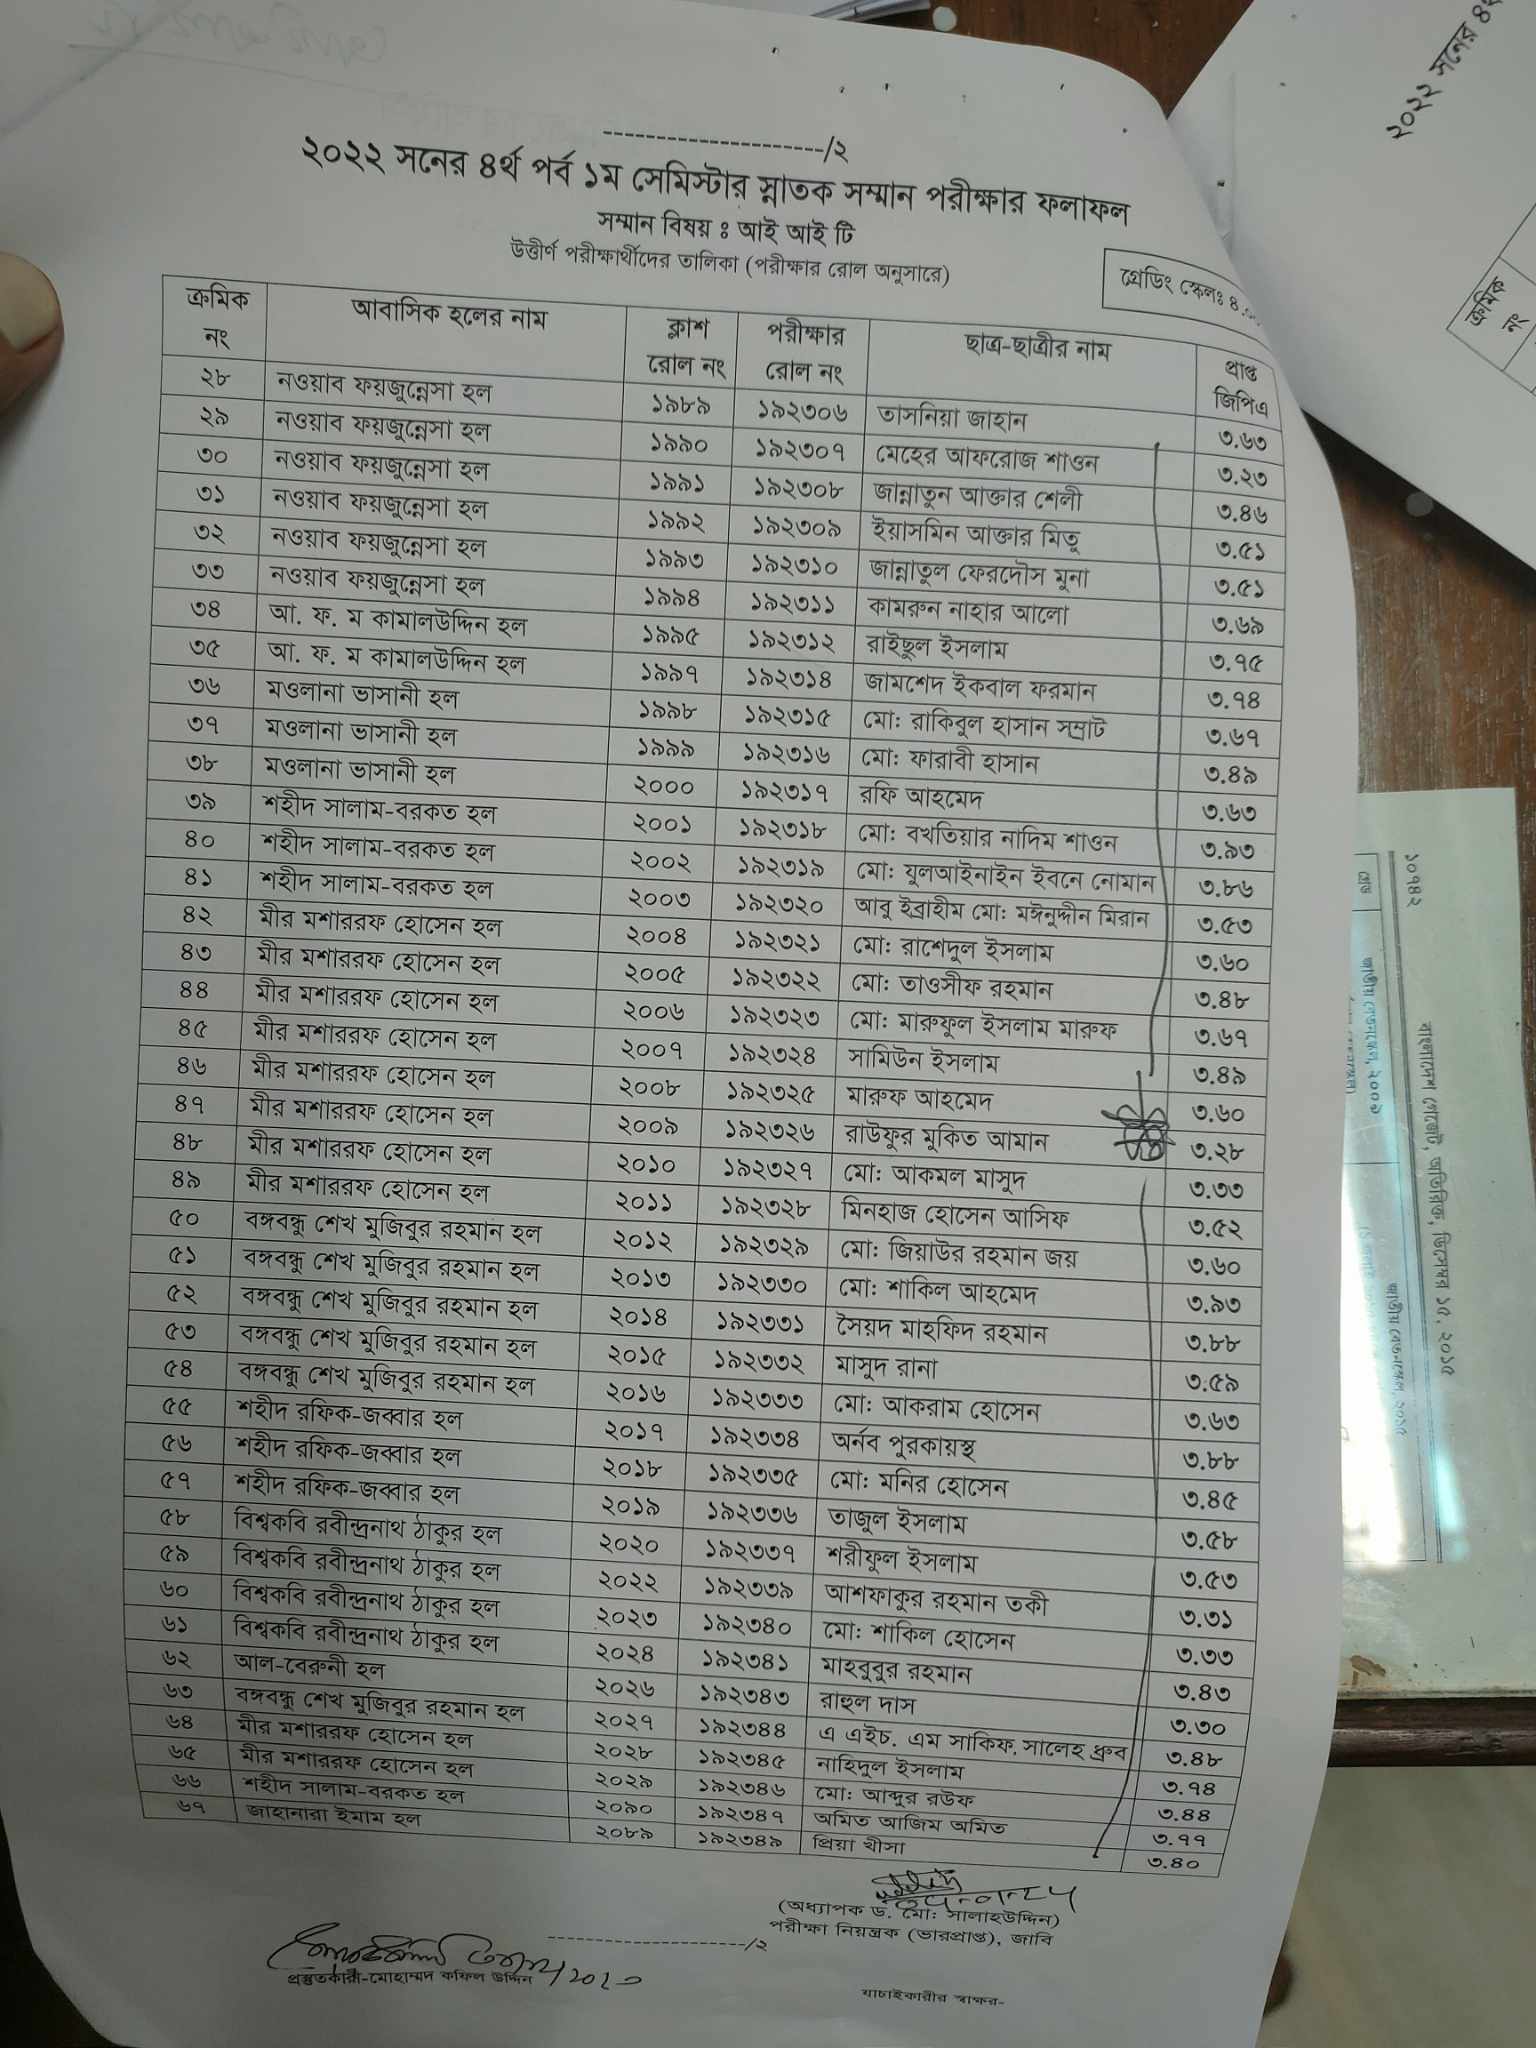 --------------------/২
২০২২ সনের ৪র্থ পর্ব ১ম সেমিস্টার স্নাতক সম্মান পরীক্ষার ফলাফল
সম্মান বিষয় ঃ আই আই টি
উত্তীর্ণ পরীক্ষার্থীদের তালিকা (পরীক্ষার রোল অনুসারে)
গ্রেডিং স্কেলঃ ৪.০০
ক্রমিক নং আবাসিক হলের নাম ক্লাশ রোল নং পরীক্ষার রোল নং ছাত্র-ছাত্রীর নাম প্রাপ্ত জিপিএ
২৮ নওয়াব ফয়জুন্নেসা হল ১৯৮৯ ১৯২৩০৬ তাসনিয়া জাহান ৩.৬৩
২৯ নওয়াব ফয়জুন্নেসা হল ১৯৯০ ১৯২৩০৭ মেহের আফরোজ শাওন ৩.২৩
৩০ নওয়াব ফয়জুন্নেসা হল ১৯৯১ ১৯২৩০৮ জান্নাতুন আক্তার শেলী ৩.৪৬
৩১ নওয়াব ফয়জুন্নেসা হল ১৯৯২ ১৯২৩০৯ ইয়াসমিন আক্তার মিতু ৩.৫১
৩২ নওয়াব ফয়জুন্নেসা হল ১৯৯৩ ১৯২৩১০ জান্নাতুল ফেরদৌস মুনা ৩.৫১
৩৩ নওয়াব ফয়জুন্নেসা হল ১৯৯৪ ১৯২৩১১ কামরুন নাহার আলো ৩.৬৯
৩৪ আ. ফ. ম কামালউদ্দিন হল ১৯৯৫ ১৯২৩১২ রাইছুল ইসলাম ৩.৭৫
৩৫ আ. ফ. ম কামালউদ্দিন হল ১৯৯৭ ১৯২৩১৪ জামশেদ ইকবাল ফরমান ৩.৭৪
৩৬ মওলানা ভাসানী হল ১৯৯৮ ১৯২৩১৫ মো: রাকিবুল হাসান সম্রাট ৩.৬৭
৩৭ মওলানা ভাসানী হল ১৯৯৯ ১৯২৩১৬ মো: ফারাবী হাসান ৩.৪৯
৩৮ মওলানা ভাসানী হল ২০০০ ১৯২৩১৭ রফি আহমেদ ৩.৬৩
৩৯ শহীদ সালাম-বরকত হল ২০০১ ১৯২৩১৮ মো: বখতিয়ার নাদিম শাওন ৩.৯৩
৪০ শহীদ সালাম-বরকত হল ২০০২ ১৯২৩১৯ মো: যুলআইনাইন ইবনে নোমান ৩.৮৬
৪১ শহীদ সালাম-বরকত হল ২০০৩ ১৯২৩২০ আবু ইব্রাহীম মো: মঈনুদ্দীন মিরান ৩.৫৩
৪২ মীর মশাররফ হোসেন হল ২০০৪ ১৯২৩২১ মো: রাশেদুল ইসলাম ৩.৬০
৪৩ মীর মশাররফ হোসেন হল ২০০৫ ১৯২৩২২ মো: তাওসীফ রহমান ৩.৪৮
৪৪ মীর মশাররফ হোসেন হল ২০০৬ ১৯২৩২৩ মো: মারুফুল ইসলাম মারুফ ৩.৬৭
৪৫ মীর মশাররফ হোসেন হল ২০০৭ ১৯২৩২৪ সামিউন ইসলাম ৩.৪৯
৪৬ মীর মশাররফ হোসেন হল ২০০৮ ১৯২৩২৫ মারুফ আহমেদ ৩.৬০
৪৭ মীর মশাররফ হোসেন হল ২০০৯ ১৯২৩২৬ রাউফুর মুকিত আমান ৩.২৮
৪৮ মীর মশাররফ হোসেন হল ২০১০ ১৯২৩২৭ মো: আকমল মাসুদ ৩.৩৩
৪৯ মীর মশাররফ হোসেন হল ২০১১ ১৯২৩২৮ মিনহাজ হোসেন আসিফ ৩.৫২
৫০ বঙ্গবন্ধু শেখ মুজিবুর রহমান হল ২০১২ ১৯২৩২৯ মো: জিয়াউর রহমান জয় ৩.৬০
৫১ বঙ্গবন্ধু শেখ মুজিবুর রহমান হল ২০১৩ ১৯২৩৩০ মো: শাকিল আহমেদ ৩.৯৩
৫২ বঙ্গবন্ধু শেখ মুজিবুর রহমান হল ২০১৪ ১৯২৩৩১ সৈয়দ মাহফিদ রহমান ৩.৮৮
৫৩ বঙ্গবন্ধু শেখ মুজিবুর রহমান হল ২০১৫ ১৯২৩৩২ মাসুদ রানা ৩.৫৯
৫৪ বঙ্গবন্ধু শেখ মুজিবুর রহমান হল ২০১৬ ১৯২৩৩৩ মো: আকরাম হোসেন ৩.৬৩
৫৫ শহীদ রফিক-জব্বার হল ২০১৭ ১৯২৩৩৪ অর্নব পুরকায়স্থ ৩.৮৮
৫৬ শহীদ রফিক-জব্বার হল ২০১৮ ১৯২৩৩৫ মো: মনির হোসেন ৩.৪৫
৫৭ শহীদ রফিক-জব্বার হল ২০১৯ ১৯২৩৩৬ তাজুল ইসলাম ৩.৫৮
৫৮ বিশ্বকবি রবীন্দ্রনাথ ঠাকুর হল ২০২০ ১৯২৩৩৭ শরীফুল ইসলাম ৩.৫৩
৫৯ বিশ্বকবি রবীন্দ্রনাথ ঠাকুর হল ২০২২ ১৯২৩৩৯ আশফাকুর রহমান তকী ৩.৩১
৬০ বিশ্বকবি রবীন্দ্রনাথ ঠাকুর হল ২০২৩ ১৯২৩৪০ মো: শাকিল হোসেন ৩.৩৩
৬১ বিশ্বকবি রবীন্দ্রনাথ ঠাকুর হল ২০২৪ ১৯২৩৪১ মাহবুবুর রহমান ৩.৪৩
৬২ আল-বেরুনী হল ২০২৬ ১৯২৩৪৩ রাহুল দাস ৩.৩০
৬৩ বঙ্গবন্ধু শেখ মুজিবুর রহমান হল ২০২৭ ১৯২৩৪৪ এ এইচ. এম সাকিফ. সালেহ ধ্রুব ৩.৪৮
৬৪ মীর মশাররফ হোসেন হল ২০২৮ ১৯২৩৪৫ নাহিদুল ইসলাম ৩.৭৪
৬৫ মীর মশাররফ হোসেন হল ২০২৯ ১৯২৩৪৬ মো: আব্দুর রউফ ৩.৪৪
৬৬ শহীদ সালাম-বরকত হল ২০৯০ ১৯২৩৪৭ অমিত আজিম অমিত ৩.৭৭
৬৭ জাহানারা ইমাম হল ২০৮৯ ১৯২৩৪৯ প্রিয়া খীসা ৩.৪০
(অধ্যাপক ড. মো: সালাহউদ্দিন)
পরীক্ষা নিয়ন্ত্রক (ভারপ্রাপ্ত), জাবি
--------------------/২
প্রস্তুতকারী-মোহাম্মদ কফিল উদ্দিন
যাচাইকারীর স্বাক্ষর-
২০২২ সনের ৪র্থ
ক্রমিক নং
১০৭৪২
বাংলাদেশ গেজেট, অতিরিক্ত, ডিসেম্বর ১৫, ২০১৫
গ্রেড
জাতীয় বেতনস্কেল, ২০০৯
জাতীয় বেতনস্কেল, ২০১৫